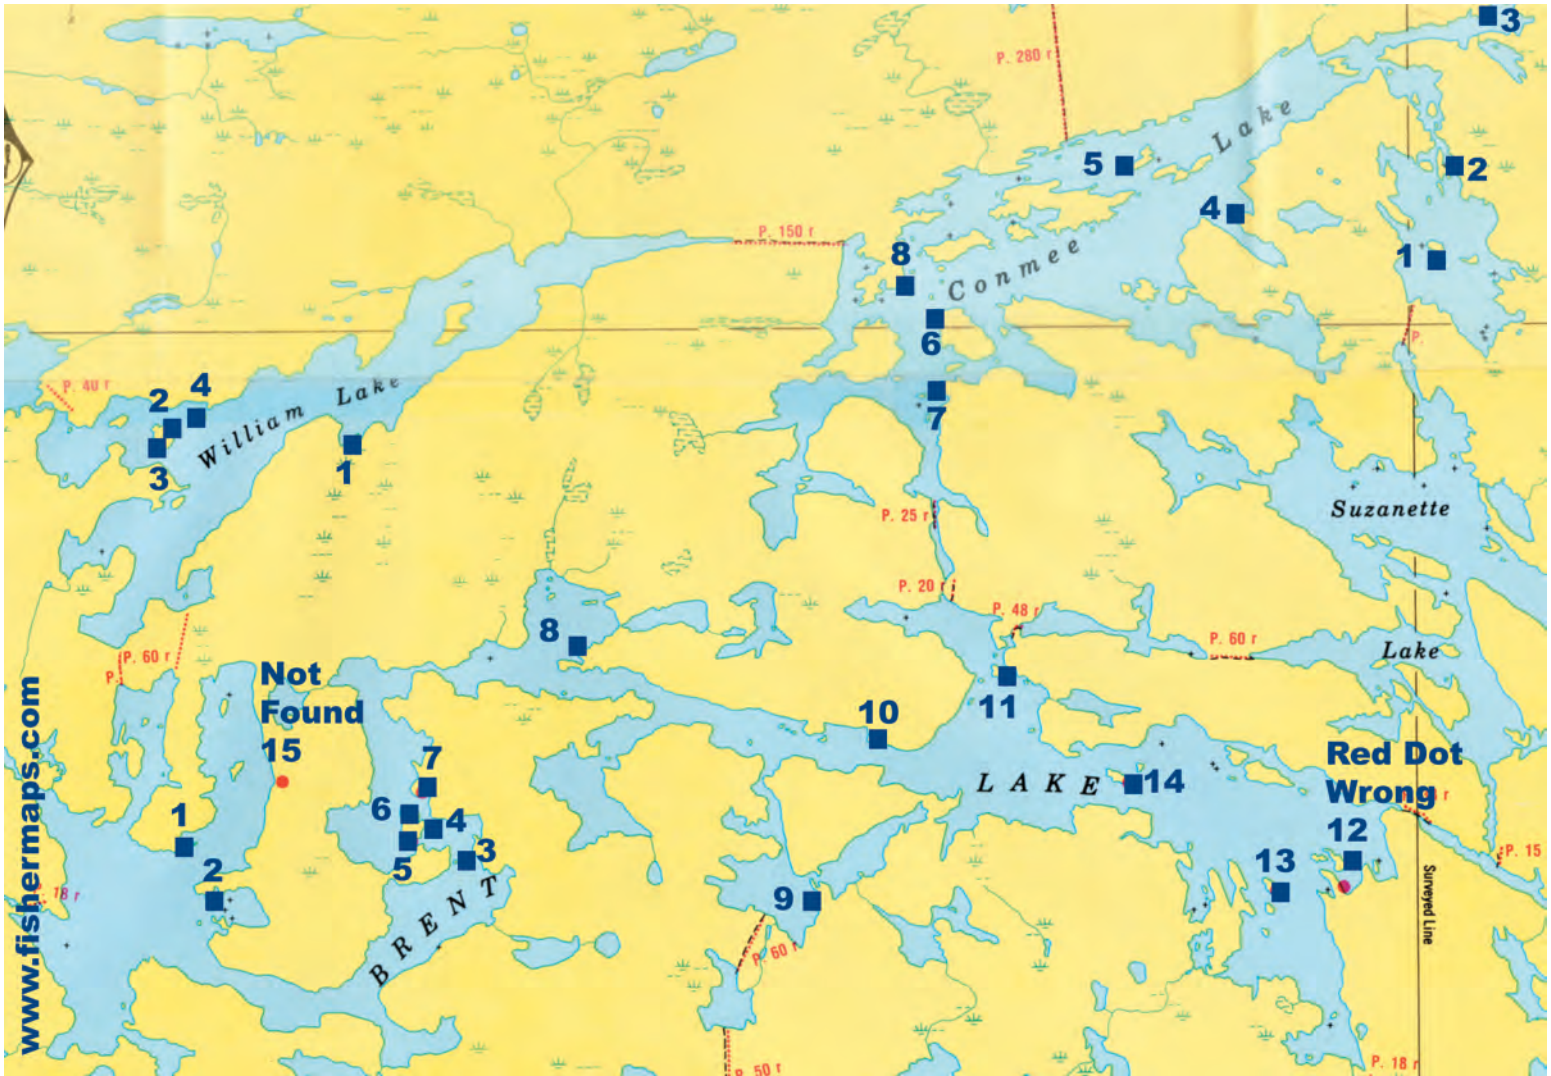 3
P. 280 r
Lake
5
2
4
P. 150 r
8
Conmee
1
6
P.
P. 40 r
4
2
Lake
7
William
3
1
Suzanette
P. 25 r
P. 20 r
P. 48 r
8
P. 60 r
P. 60 r
Lake
P.
Not
Found
15
11
10
7
Red Dot
Wrong
12
LAKE
14
6
4
1
5
3
P. 15
2
13
P. 18 r
BRENT
9
Surveyed Line
P. 60 r
www.fishermaps.com
P. 50 r
P. 18 r